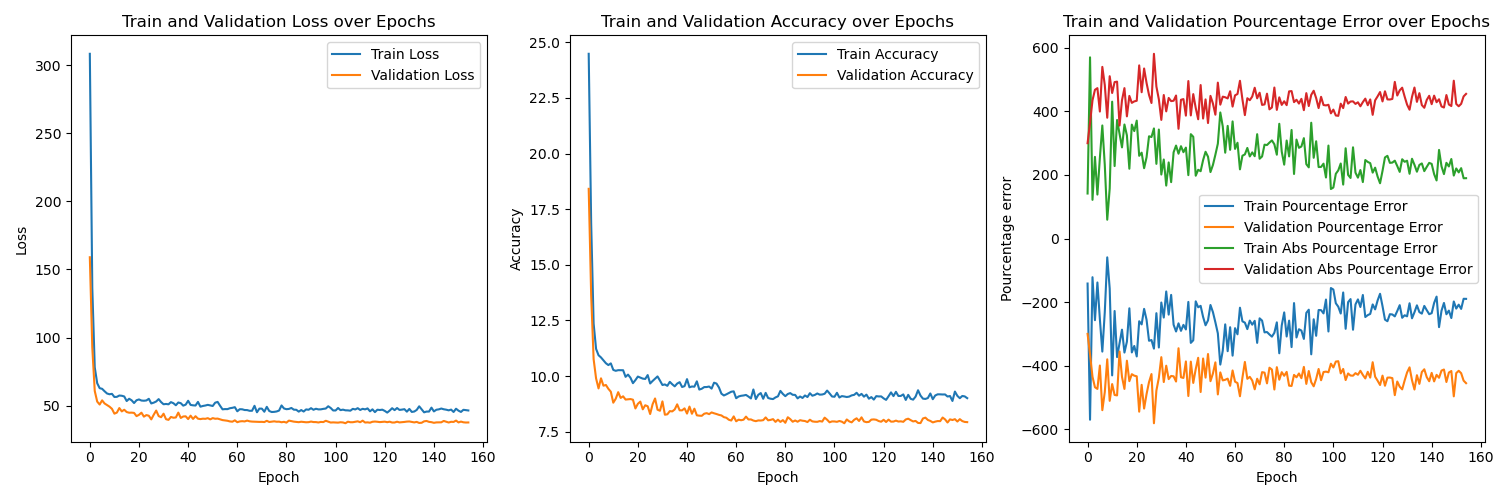 Train and Validation Loss over Epochs
Train Loss
Validation Loss
300
250
200
150
100
50
Loss
0
20
40
60
80
100
120
140
160
Epoch
Train and Validation Accuracy over Epochs
Train Accuracy
Validation Accuracy
25.0
22.5
20.0
17.5
15.0
12.5
10.0
7.5
Accuracy
0
20
40
60
80
100
120
140
160
Epoch
Train and Validation Pourcentage Error over Epochs
600
400
200
0
−200
−400
−600
Pourcentage error
Train Pourcentage Error
Validation Pourcentage Error
Train Abs Pourcentage Error
Validation Abs Pourcentage Error
0
20
40
60
80
100
120
140
160
Epoch